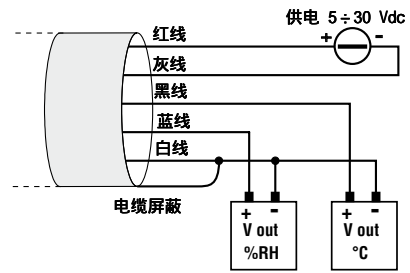 供电 5÷30 Vdc
红线
+ -
灰线
黑线
蓝线
白线
电缆屏蔽
+ -
V out
%RH
+ -
V out
°C